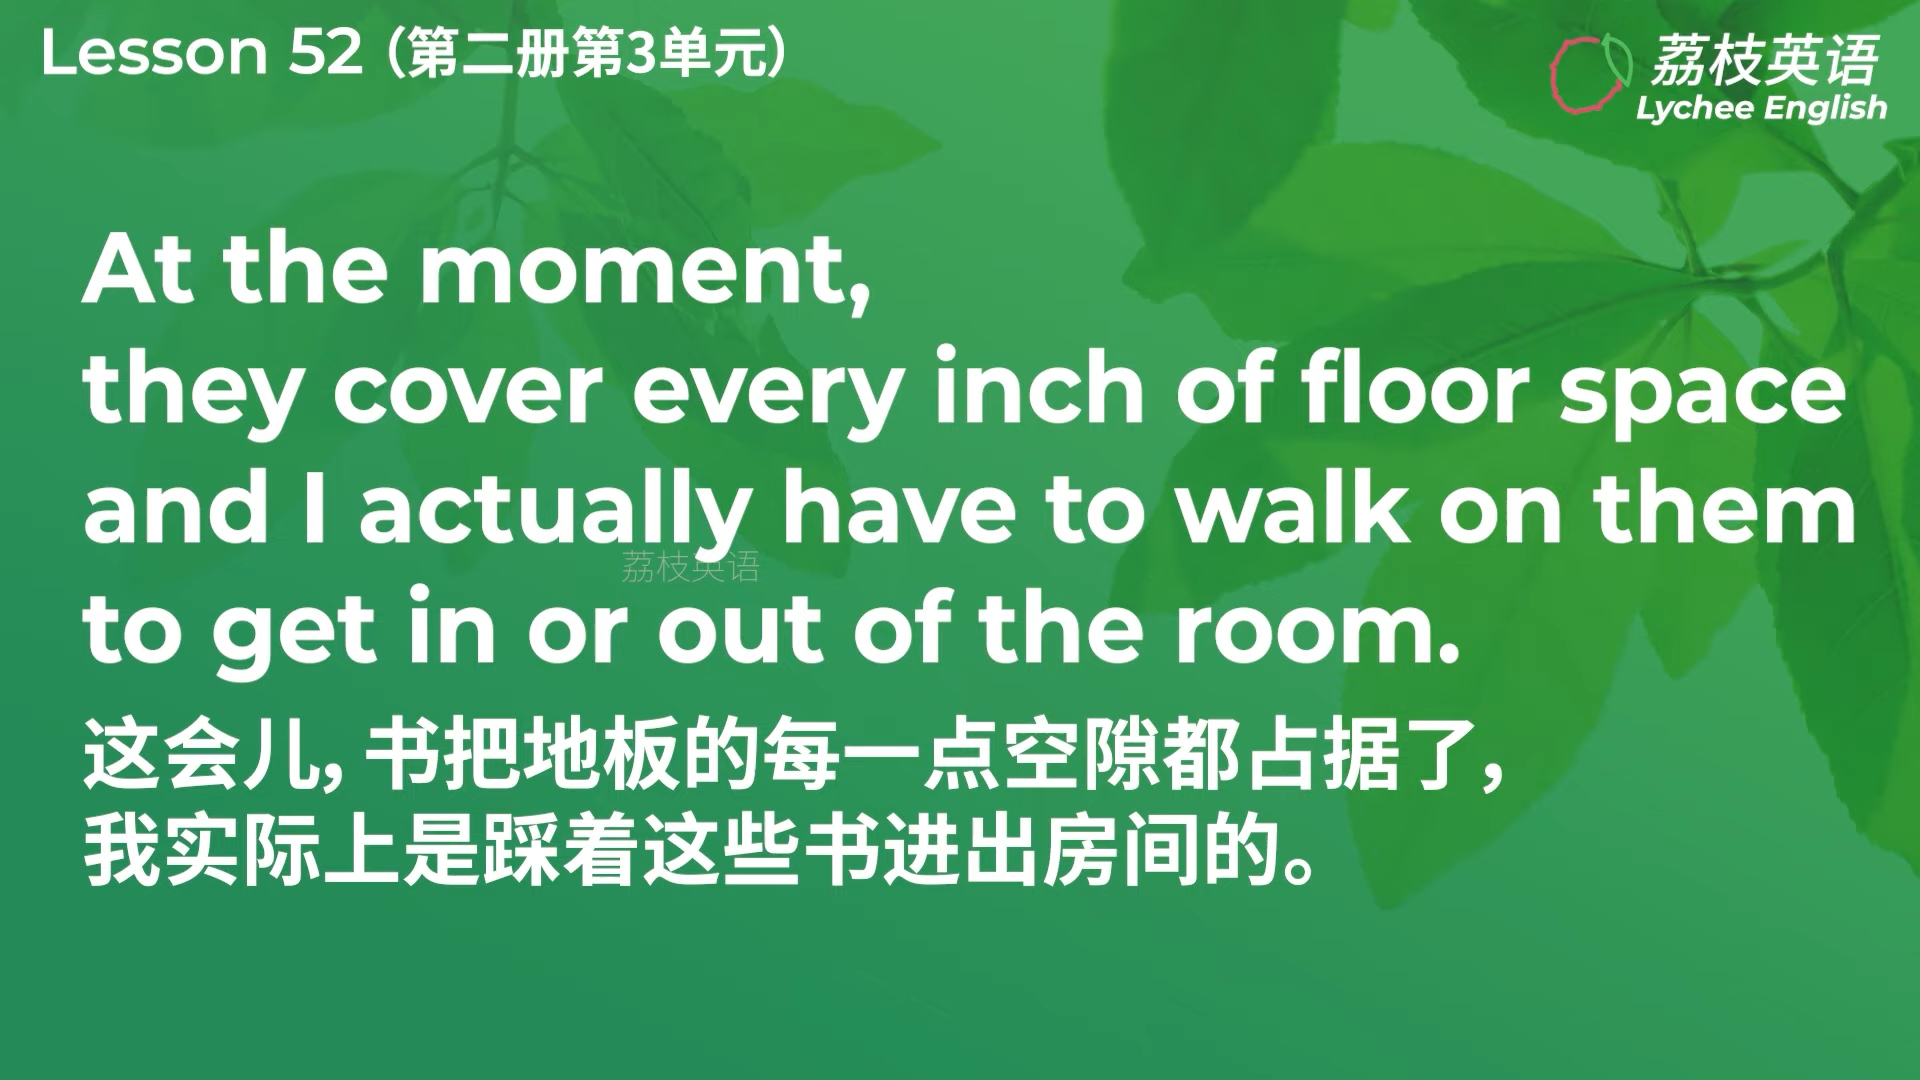 Lesson 52（第二册第3单元）
荔枝英语
Lychee English
At the moment,
they cover every inch of floor space
and I actually have to walk on them
荔枝英语
to get in or out of the room.
这会儿，书把地板的每一点空隙都占据了，
我实际上是踩着这些书进出房间的。